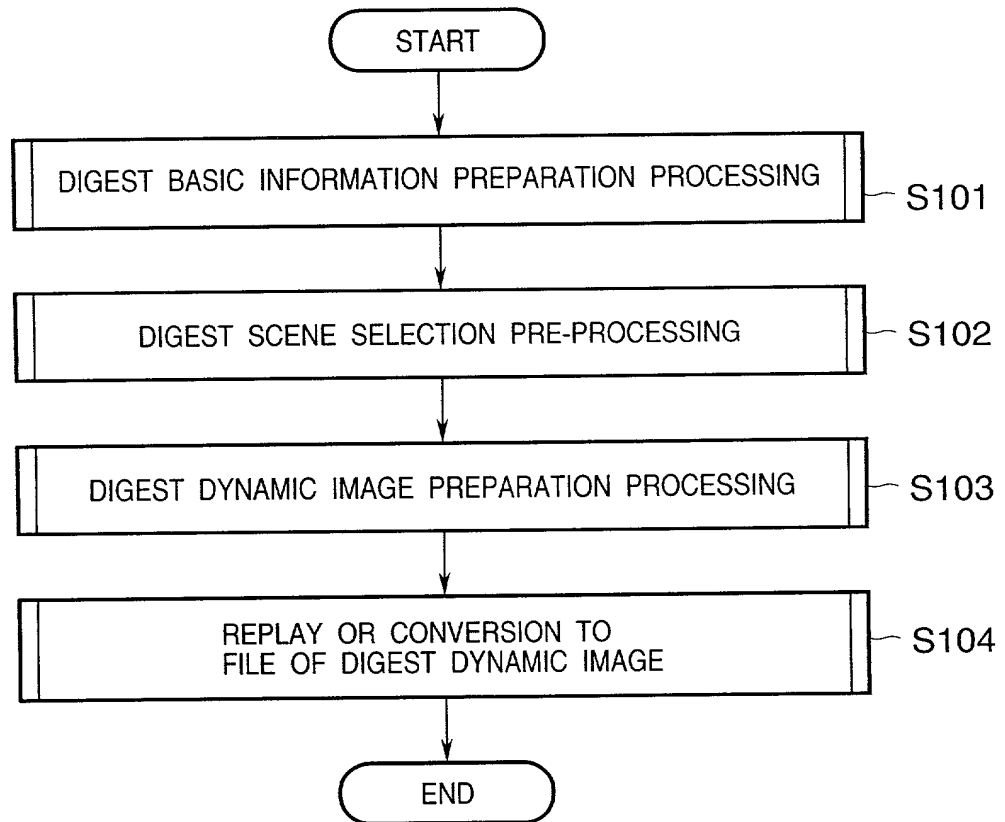 START
DIGEST BASIC INFORMATION PREPARATION PROCESSING
S101
DIGEST SCENE SELECTION PRE-PROCESSING
S102
DIGEST DYNAMIC IMAGE PREPARATION PROCESSING
S103
REPLAY OR CONVERSION TO
FILE OF DIGEST DYNAMIC IMAGE
S104
END